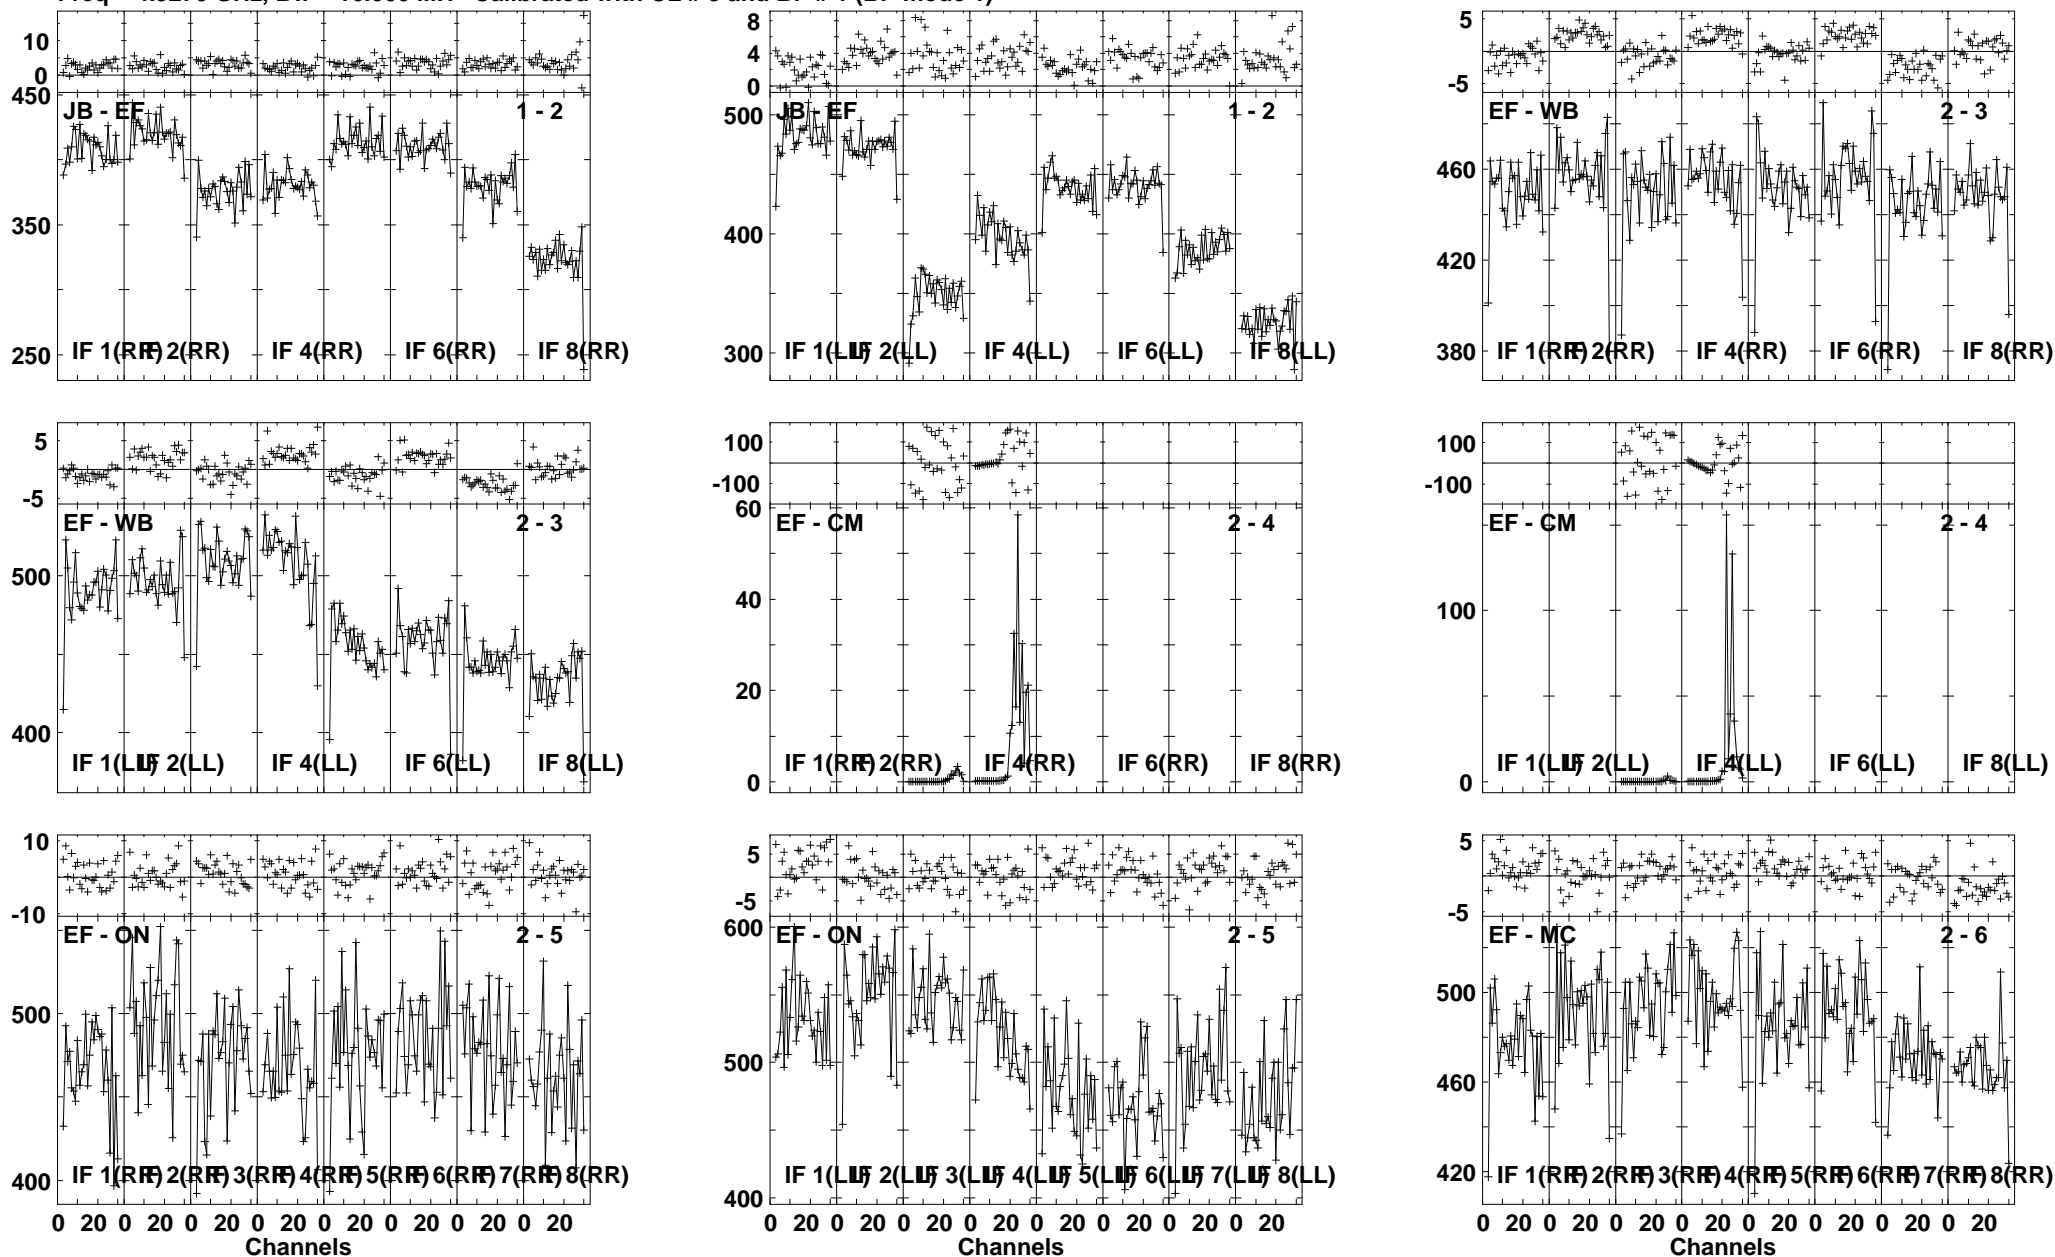 10
0
450
350
250
JB - EF
1 - 2
IF 1(RR) IF 2(RR) IF 4(RR) IF 6(RR) IF 8(RR)
8
4
0
500
400
300
JB - EF
1 - 2
IF 1(LL) IF 2(LL) IF 4(LL) IF 6(LL) IF 8(LL)
5
-5
460
420
380
EF - WB
2 - 3
IF 1(RR) IF 2(RR) IF 4(RR) IF 6(RR) IF 8(RR)
5
-5
500
400
EF - WB
2 - 3
IF 1(LL) IF 2(LL) IF 4(LL) IF 6(LL) IF 8(LL)
100
-100
60
40
20
0
EF - CM
2 - 4
IF 1(RR) IF 2(RR) IF 4(RR) IF 6(RR) IF 8(RR)
100
-100
100
0
EF - CM
2 - 4
IF 1(LL) IF 2(LL) IF 4(LL) IF 6(LL) IF 8(LL)
10
0
-10
500
400
EF - ON
2 - 5
IF 1(RR) IF 2(RR) IF 3(RR) IF 4(RR) IF 5(RR) IF 6(RR) IF 7(RR) IF 8(RR)
0 20 0 20 0 20 0 20 0 20 0 20 0 20 0 20
Channels
5
-5
600
500
400
EF - ON
2 - 5
IF 1(LL) IF 2(LL) IF 3(LL) IF 4(LL) IF 5(LL) IF 6(LL) IF 7(LL) IF 8(LL)
0 20 0 20 0 20 0 20 0 20 0 20 0 20 0 20
Channels
5
0
-5
500
460
420
EF - MC
2 - 6
IF 1(RR) IF 2(RR) IF 3(RR) IF 4(RR) IF 5(RR) IF 6(RR) IF 7(RR) IF 8(RR)
0 20 0 20 0 20 0 20 0 20 0 20 0 20 0 20
Channels